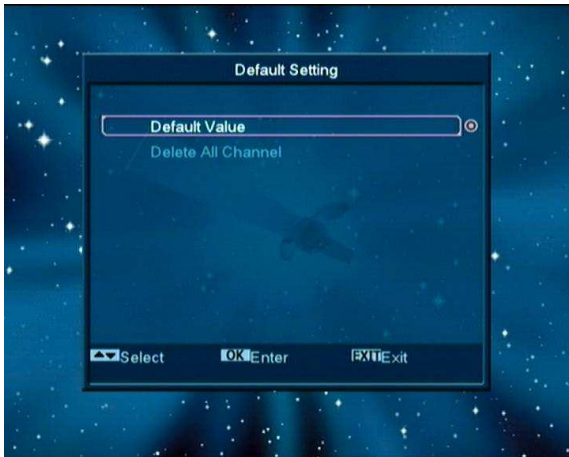 Default Setting
Default Value
Delete All Channel
Select OK Enter EXIT Exit